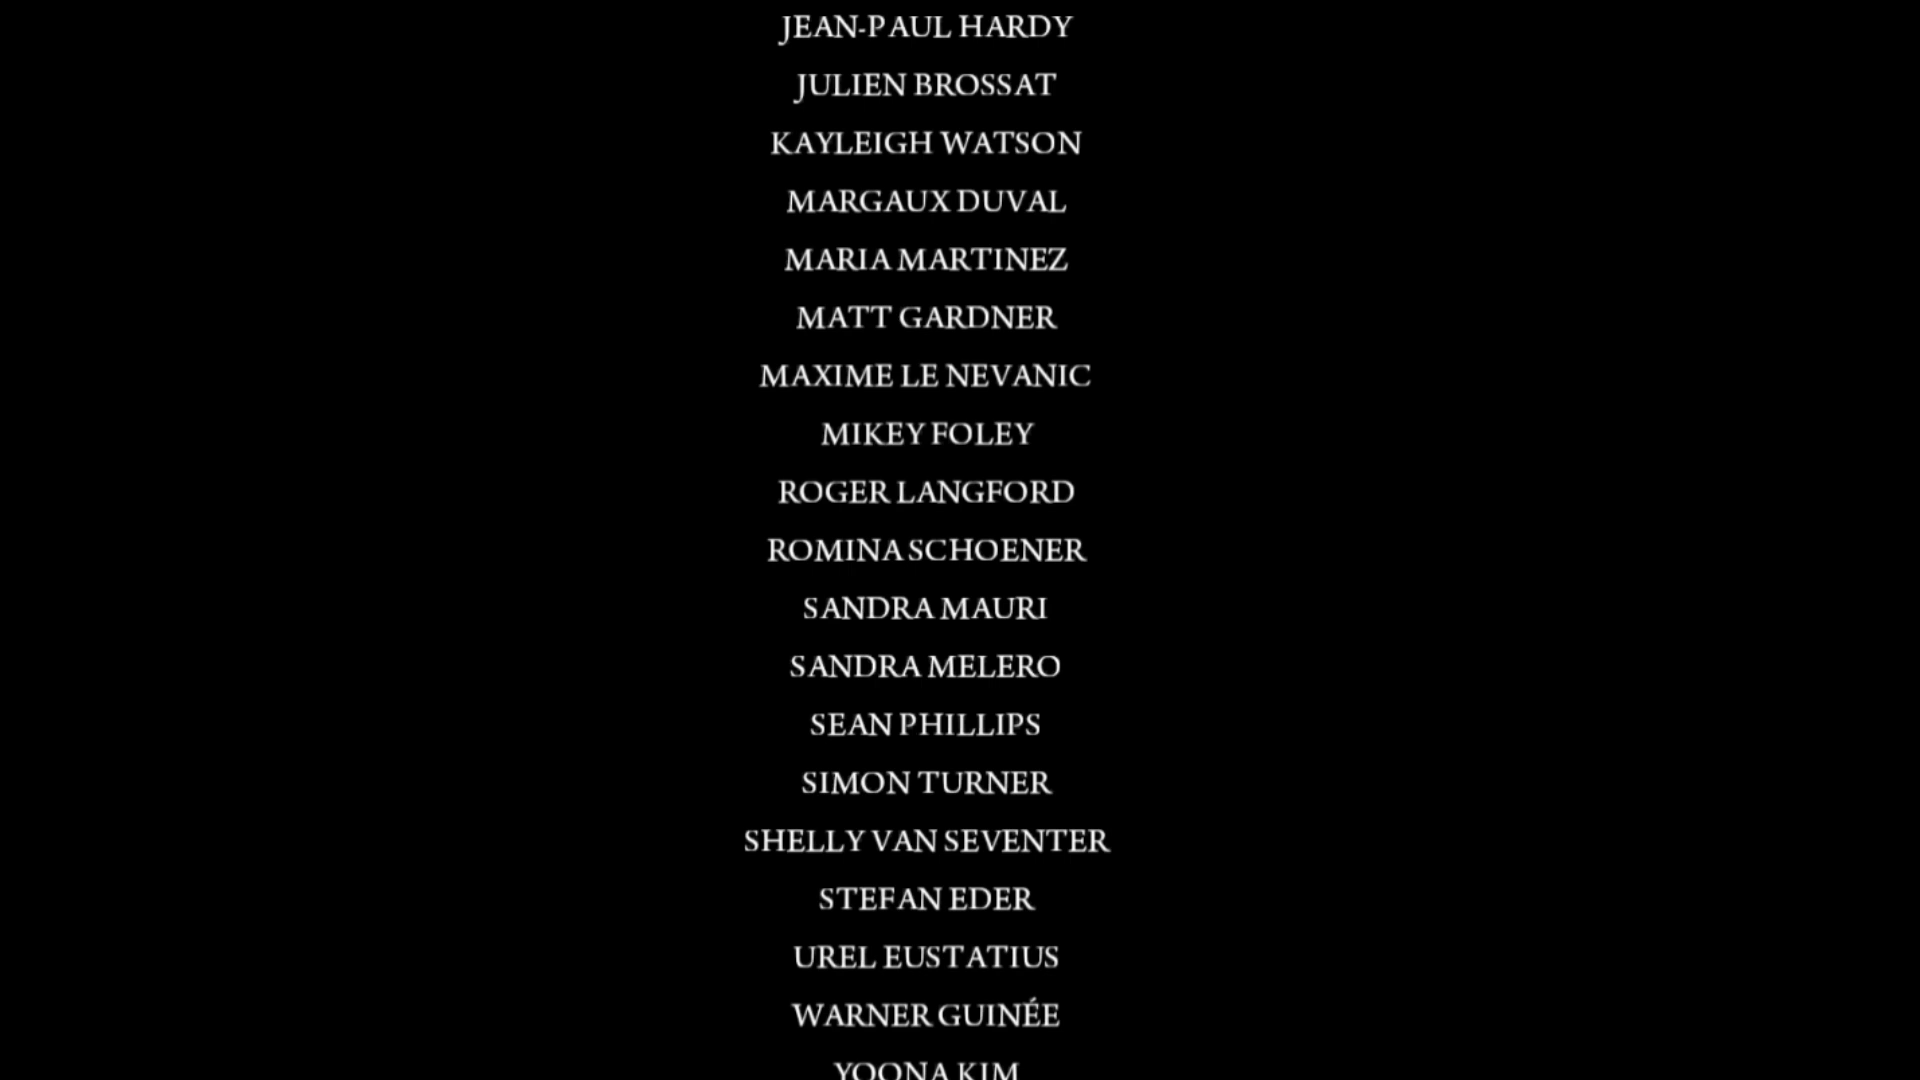 JEAN-PAUL HARDY
JULIEN BROSSAT
KAYLEIGH WATSON
MARGAUX DUVAL
MARIA MARTINEZ
MATT GARDNER
MAXIME LE NEVANIC
MIKEY FOLEY
ROGER LANGFORD
ROMINA SCHOENER
SANDRA MAURI
SANDRA MELERO
SEAN PHILLIPS
SIMON TURNER
SHELLY VAN SEVENTER
STEFAN EDER
UREL EUSTATIUS
WARNER GUINÉE
YOONA KIM